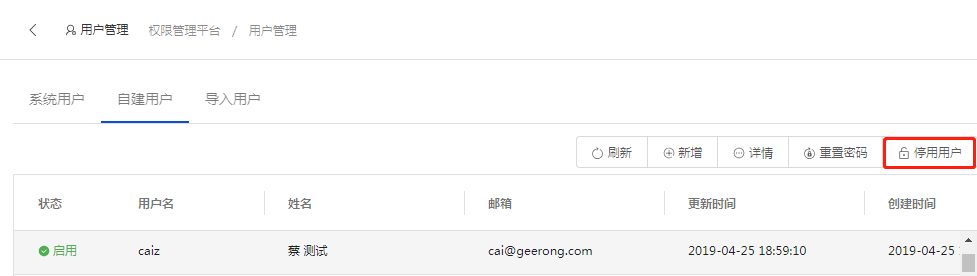 用户管理 权限管理平台 / 用户管理
系统用户 自建用户 导入用户
刷新 新增 详情 重置密码 停用用户
状态 用户名 姓名 邮箱 更新时间 创建时间
启用 caiz 蔡 测试 cai@geerong.com 2019-04-25 18:59:10 2019-04-25